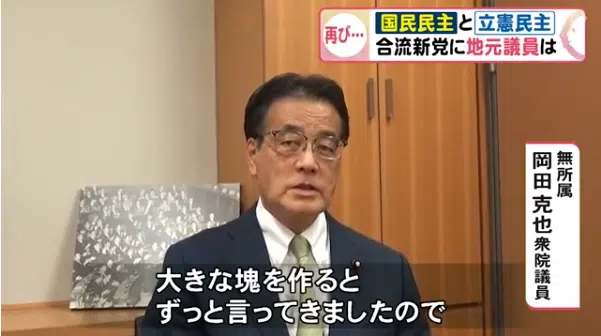 再び…
国民民主と立憲民主
合流新党に地元議員は
無所属
岡田克也衆院議員
大きな塊を作ると
ずっと言ってきましたので